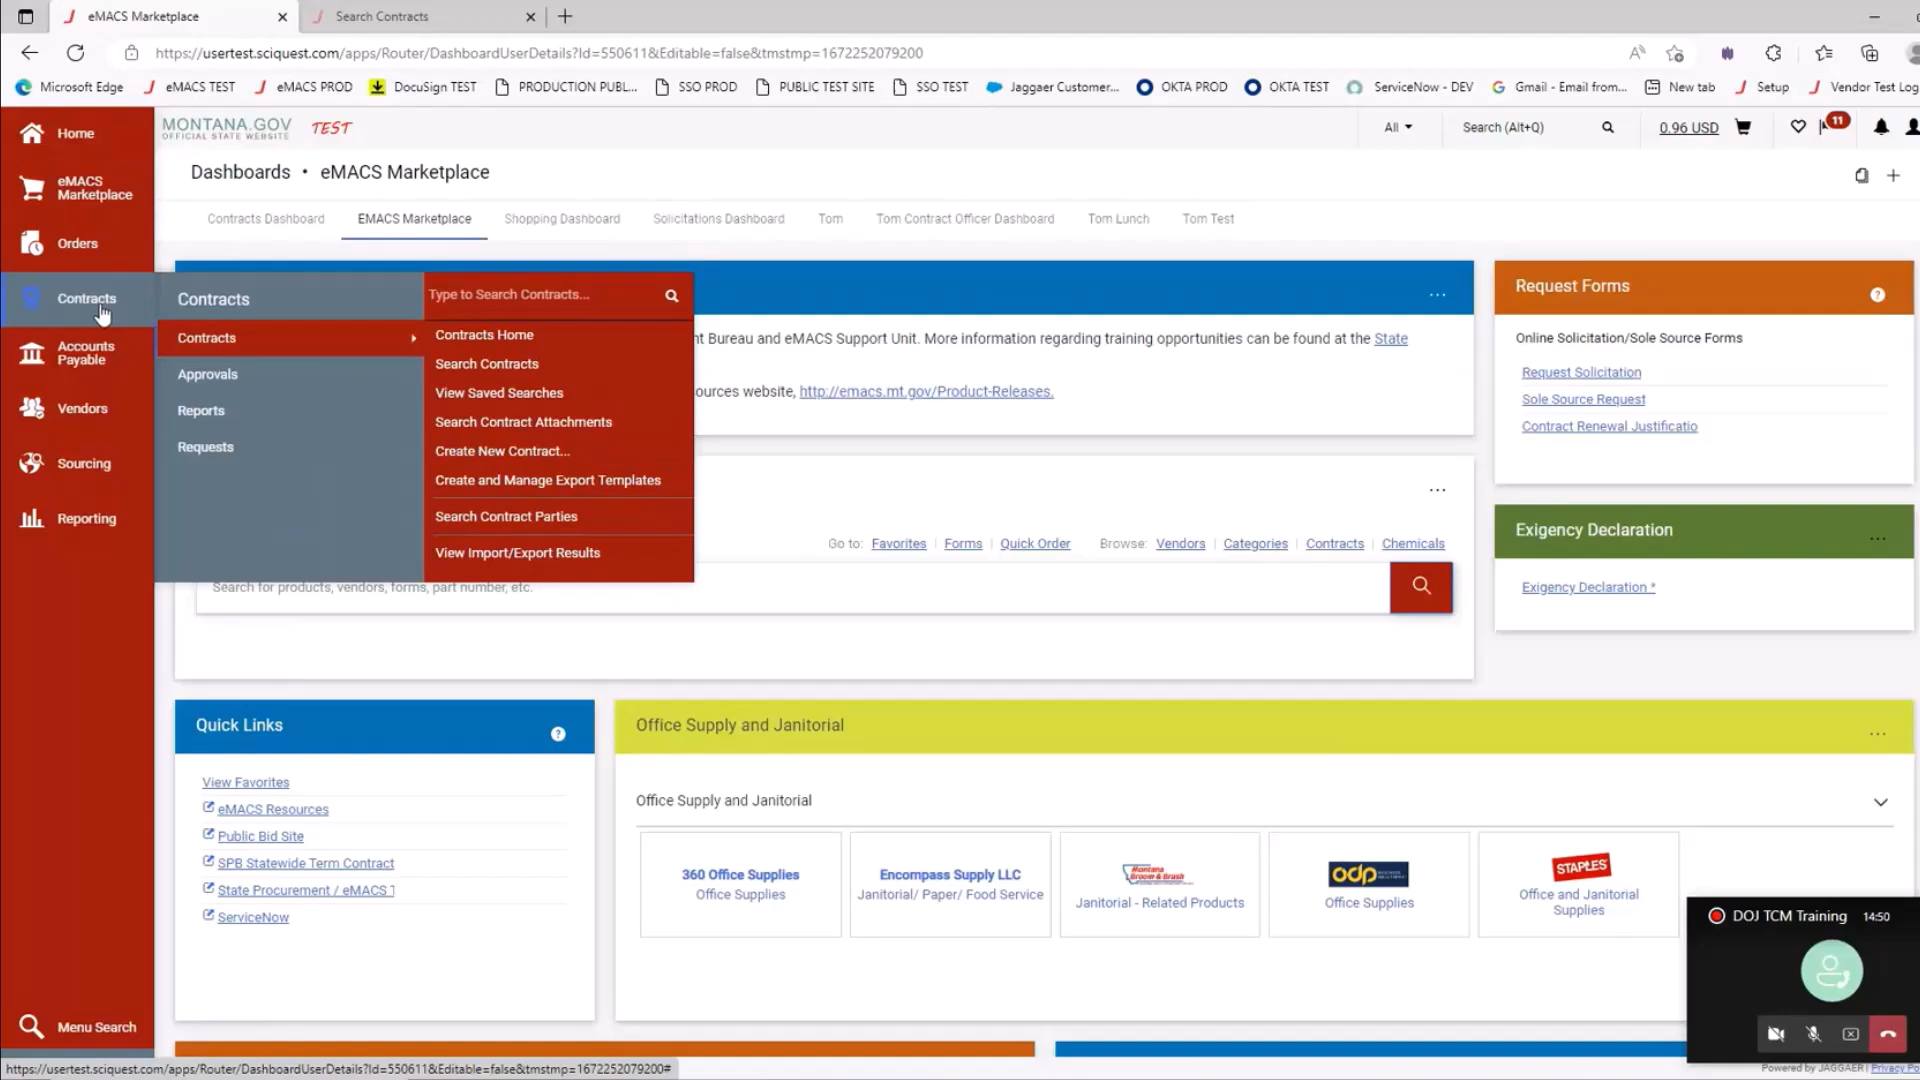 eMACS Marketplace
Search Contracts
https://usertest.sciquest.com/apps/Router/DashboardUserDetails?Id=550611&Editable=false&tmstmp=1672252079200
Microsoft Edge
eMACS TEST
eMACS PROD
DocuSign TEST
PRODUCTION PUBL...
SSO PROD
PUBLIC TEST SITE
SSO TEST
Jaggaer Customer...
OKTA PROD
OKTA TEST
ServiceNow - DEV
Gmail - Email from...
New tab
Setup
Vendor Test Log
Home
MONTANA.GOV
OFFICIAL STATE WEBSITE
TEST
All
Search (Alt+Q)
0.96 USD
11
eMACS
Marketplace
Dashboards • eMACS Marketplace
Contracts Dashboard
EMACS Marketplace
Shopping Dashboard
Solicitations Dashboard
Tom
Tom Contract Officer Dashboard
Tom Lunch
Tom Test
Orders
Contracts
Accounts
Payable
Vendors
Sourcing
Reporting
Menu Search
Contracts
Contracts
Approvals
Reports
Requests
Type to Search Contracts...
Contracts Home
Search Contracts
View Saved Searches
Search Contract Attachments
Create New Contract...
Create and Manage Export Templates
Search Contract Parties
View Import/Export Results
...
nt Bureau and eMACS Support Unit. More information regarding training opportunities can be found at the State
ources website, http://emacs.mt.gov/Product-Releases.
...
Go to: Favorites | Forms | Quick Order Browse: Vendors | Categories | Contracts | Chemicals
Search for products, vendors, forms, part number, etc.
Request Forms
?
Online Solicitation/Sole Source Forms
Request Solicitation
Sole Source Request
Contract Renewal Justificatio
Exigency Declaration
...
Exigency Declaration *
Quick Links
?
View Favorites
eMACS Resources
Public Bid Site
SPB Statewide Term Contract
State Procurement / eMACS T
ServiceNow
Office Supply and Janitorial
...
Office Supply and Janitorial
360 Office Supplies
Office Supplies
Encompass Supply LLC
Janitorial/ Paper/ Food Service
Montana
Broom & Brush
Janitorial - Related Products
odp
Office Supplies
STAPLES
Office and Janitorial
Supplies
DOJ TCM Training
14:50
https://usertest.sciquest.com/apps/Router/DashboardUserDetails?Id=550611&Editable=false&tmstmp=1672252079200#
Powered by JAGGAER | Privacy Po